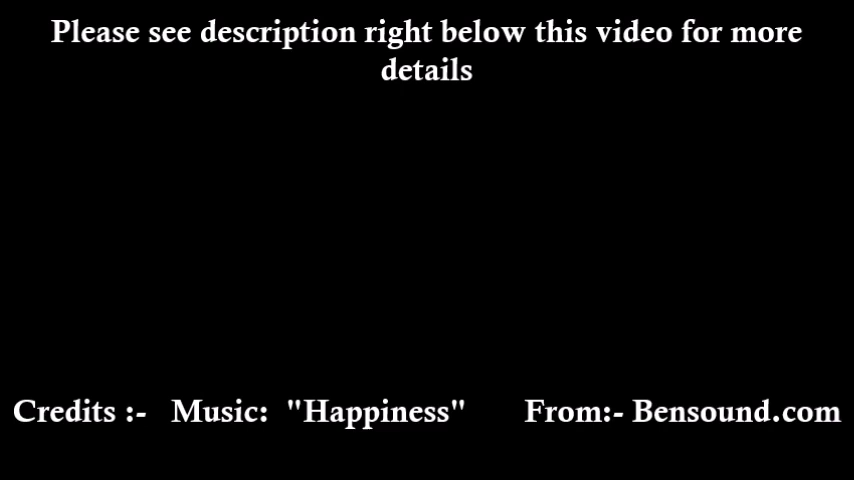 Please see description right below this video for more
details
Credits :-   Music:  "Happiness"      From:- Bensound.com